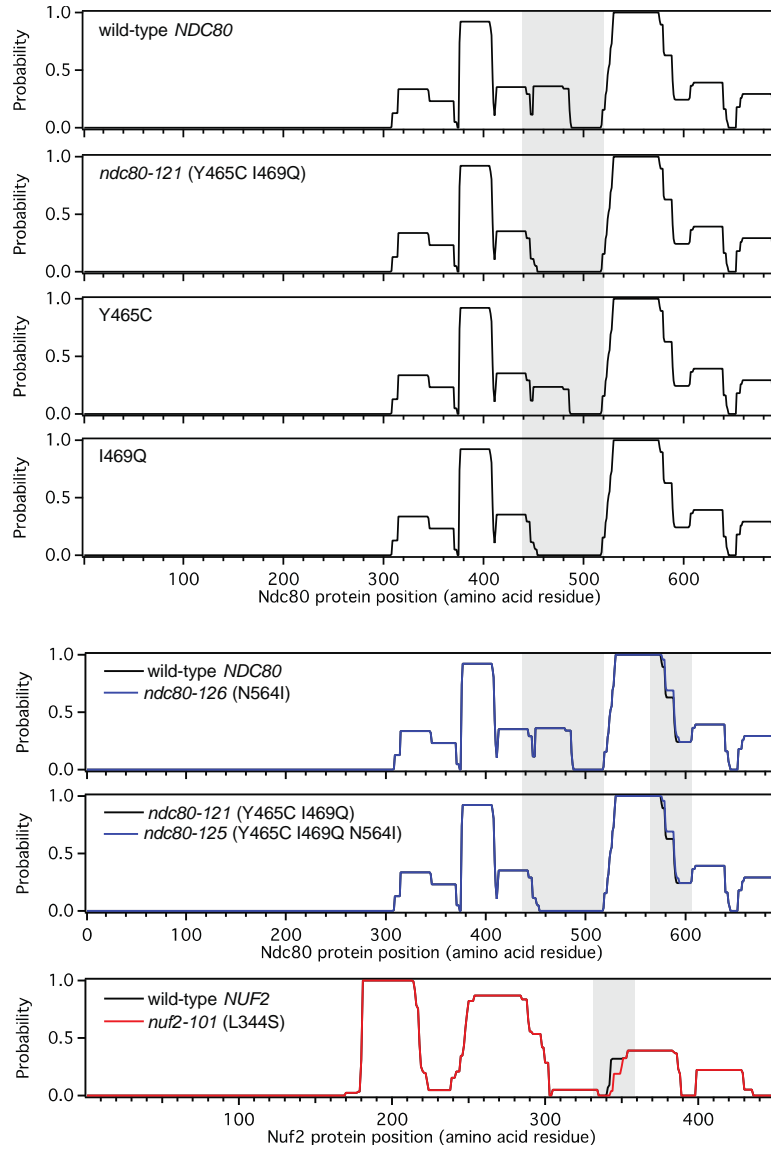 1.0
wild-type NDC80
Probability
0.5
0.0
1.0
ndc80-121 (Y465C I469Q)
Probability
0.5
0.0
1.0
Y465C
Probability
0.5
0.0
1.0
I469Q
Probability
0.5
0.0
100 200 300 400 500 600
Ndc80 protein position (amino acid residue)
1.0
wild-type NDC80
ndc80-126 (N564I)
Probability
0.5
0.0
1.0
ndc80-121 (Y465C I469Q)
ndc80-125 (Y465C I469Q N564I)
Probability
0.5
0.0
0 100 200 300 400 500 600
Ndc80 protein position (amino acid residue)
1.0
wild-type NUF2
nuf2-101 (L344S)
Probability
0.5
0.0
100 200 300 400
Nuf2 protein position (amino acid residue)